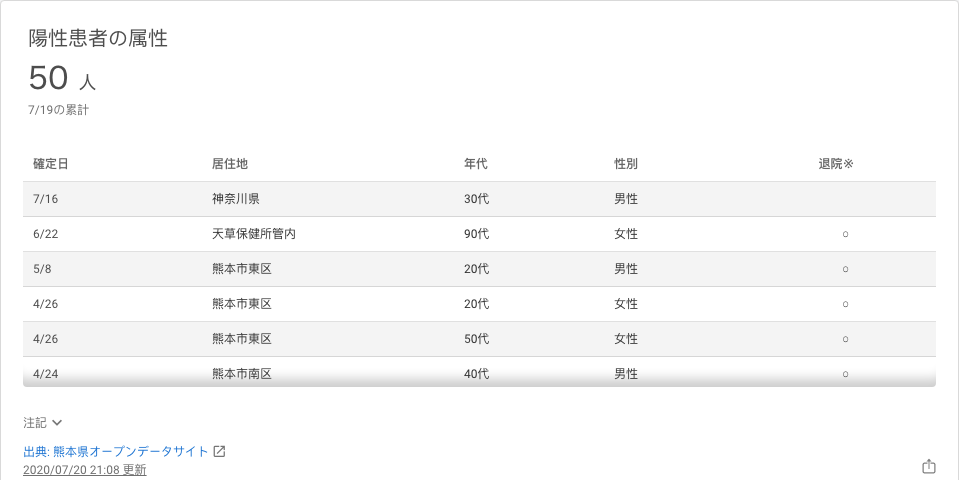 陽性患者の属性
50 人
7/19の累計
確定日 居住地 年代 性別 退院※
7/16 神奈川県 30代 男性
6/22 天草保健所管内 90代 女性 ○
5/8 熊本市東区 20代 男性 ○
4/26 熊本市東区 20代 女性 ○
4/26 熊本市東区 50代 女性 ○
4/24 熊本市南区 40代 男性 ○
注記
出典: 熊本県オープンデータサイト
2020/07/20 21:08 更新